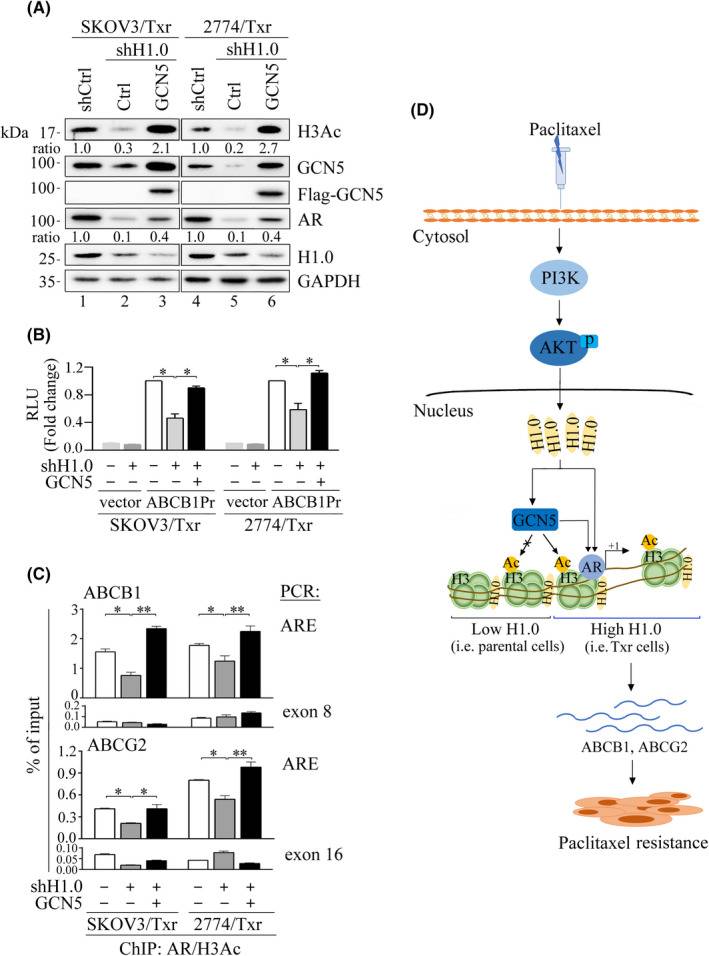 (A)
SKOV3/Txr 2774/Txr
shH1.0 shH1.0
shCtrl Ctrl GCN5 shCtrl Ctrl GCN5
kDa 17- H3Ac
ratio 1.0 0.3 2.1 1.0 0.2 2.7
100- GCN5
100- Flag-GCN5
100- AR
ratio 1.0 0.1 0.4 1.0 0.1 0.4
25- H1.0
35- GAPDH
1 2 3 4 5 6
(B)
RLU
(Fold change)
1.2
0.8
0.4
0.0
* * * *
shH1.0 – + – + + – + – + +
GCN5 – – – – + – – – – +
vector ABCB1Pr vector ABCB1Pr
SKOV3/Txr 2774/Txr
(C)
% of input
ABCB1 PCR:
3
2
1
0
* ** * **
ARE
0.2
0.1
0.0
exon 8
ABCG2
1.2
0.9
0.6
0.3
0.0
* * * **
ARE
0.10
0.05
0.00
exon 16
shH1.0 – + + – + +
GCN5 – – + – – +
SKOV3/Txr 2774/Txr
ChIP: AR/H3Ac
(D)
Paclitaxel
Cytosol
PI3K
AKT p
Nucleus
H1.0 H1.0 H1.0 H1.0
GCN5
Ac Ac AR +1 Ac
H3 H3 H3 H3
H1.0 H1.0 H1.0 H1.0
Low H1.0 High H1.0
(i.e. parental cells) (i.e. Txr cells)
ABCB1, ABCG2
Paclitaxel resistance